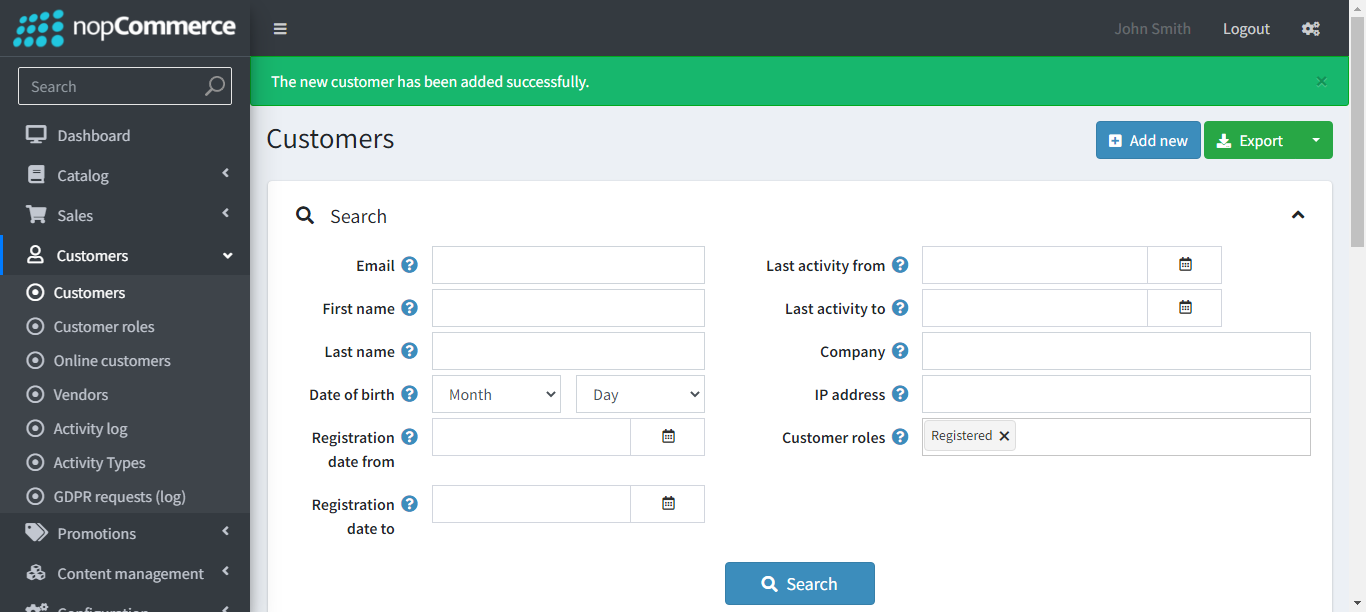 nopCommerce
John Smith Logout
Search
The new customer has been added successfully.
Dashboard
Catalog
Sales
Customers
Customers
Customer roles
Online customers
Vendors
Activity log
Activity Types
GDPR requests (log)
Promotions
Content management
Configuration
Customers
Add new
Export
Search
Email
First name
Last name
Date of birth Month Day
Registration
date from
Registration
date to
Last activity from
Last activity to
Company
IP address
Customer roles Registered
Search